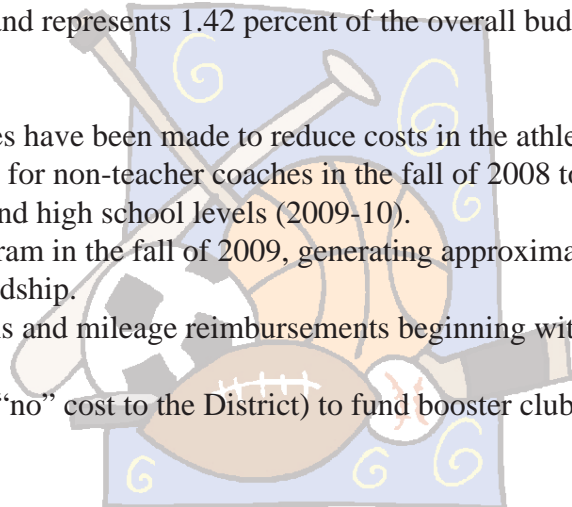 nd represents 1.42 percent of the overall bud
es have been made to reduce costs in the athle
for non-teacher coaches in the fall of 2008 to
nd high school levels (2009-10).
ram in the fall of 2009, generating approxima
dship.
s and mileage reimbursements beginning wit
“no” cost to the District) to fund booster club